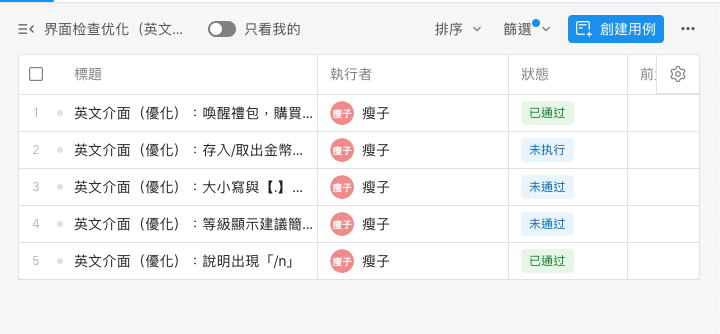 界面检查优化（英文... 只看我的 排序 篩選 創建用例
標題 執行者 狀態
1 英文介面（優化）：喚醒禮包，購買... 瘦子 瘦子 已通过
2 英文介面（優化）：存入/取出金幣... 瘦子 瘦子 未执行
3 英文介面（優化）：大小寫與【.】... 瘦子 瘦子 未通过
4 英文介面（優化）：等級顯示建議簡... 瘦子 瘦子 未通过
5 英文介面（優化）：說明出現「/n」 瘦子 瘦子 已通过